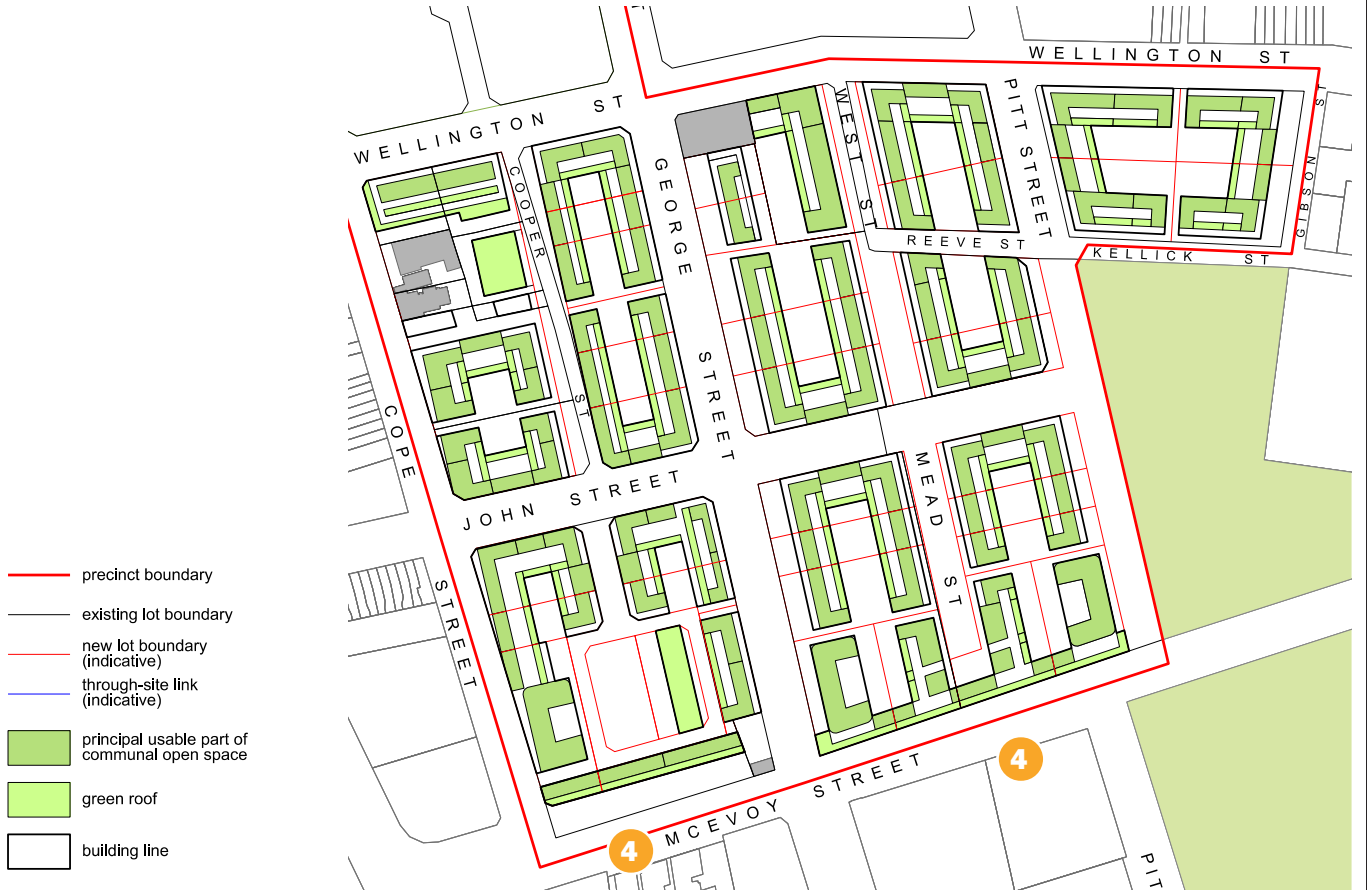 WELLINGTON ST
WELLINGTON ST
COOPER
ST
GEORGE
STREET
WEST ST
PITT STREET
GIBSON ST
REEVE ST
KELLICK ST
COPE
STREET
JOHN STREET
MEAD ST
MCEVOY STREET
4
4
PIT
precinct boundary
existing lot boundary
new lot boundary
(indicative)
through-site link
(indicative)
principal usable part of
communal open space
green roof
building line